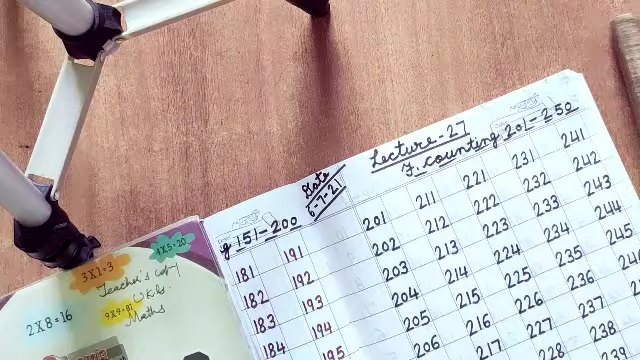 Lecture-27
F. counting 201-250
Date
6-7-21
g 151-200
181 191
182 192
183 193
184 194
195
201 211 221 231 241
202 212 222 232 242
203 213 223 233 243
204 214 224 234 244
205 215 225 235 245
206 216 226 236
217 227 237
228 238
239
3X1=3
4X5=20
Teacher's copy
UKG.
Maths
9X9=81
2X8=16